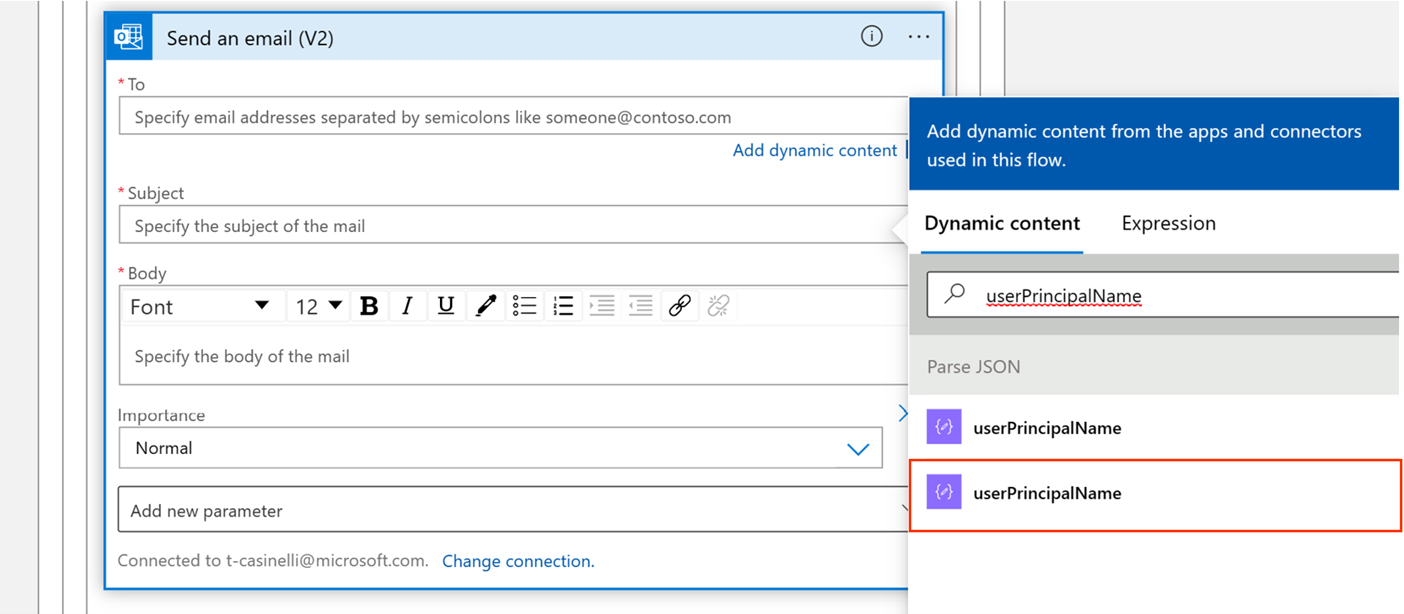 Send an email (V2)
* To
Specify email addresses separated by semicolons like someone@contoso.com
Add dynamic content
* Subject
Specify the subject of the mail
* Body
Font 12 B I U
Specify the body of the mail
Importance
Normal
Add new parameter
Connected to t-casinelli@microsoft.com. Change connection.
Add dynamic content from the apps and connectors
used in this flow.
Dynamic content Expression
userPrincipalName
Parse JSON
userPrincipalName
userPrincipalName